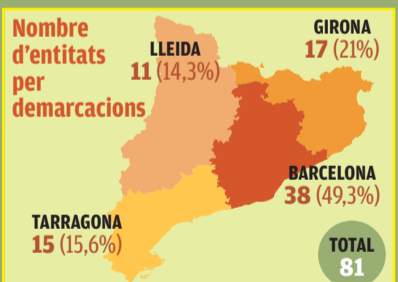 Nombre
d'entitats
per
demarcacions
LLEIDA
11 (14,3%)
GIRONA
17 (21%)
BARCELONA
38 (49,3%)
TARRAGONA
15 (15,6%)
TOTAL
81